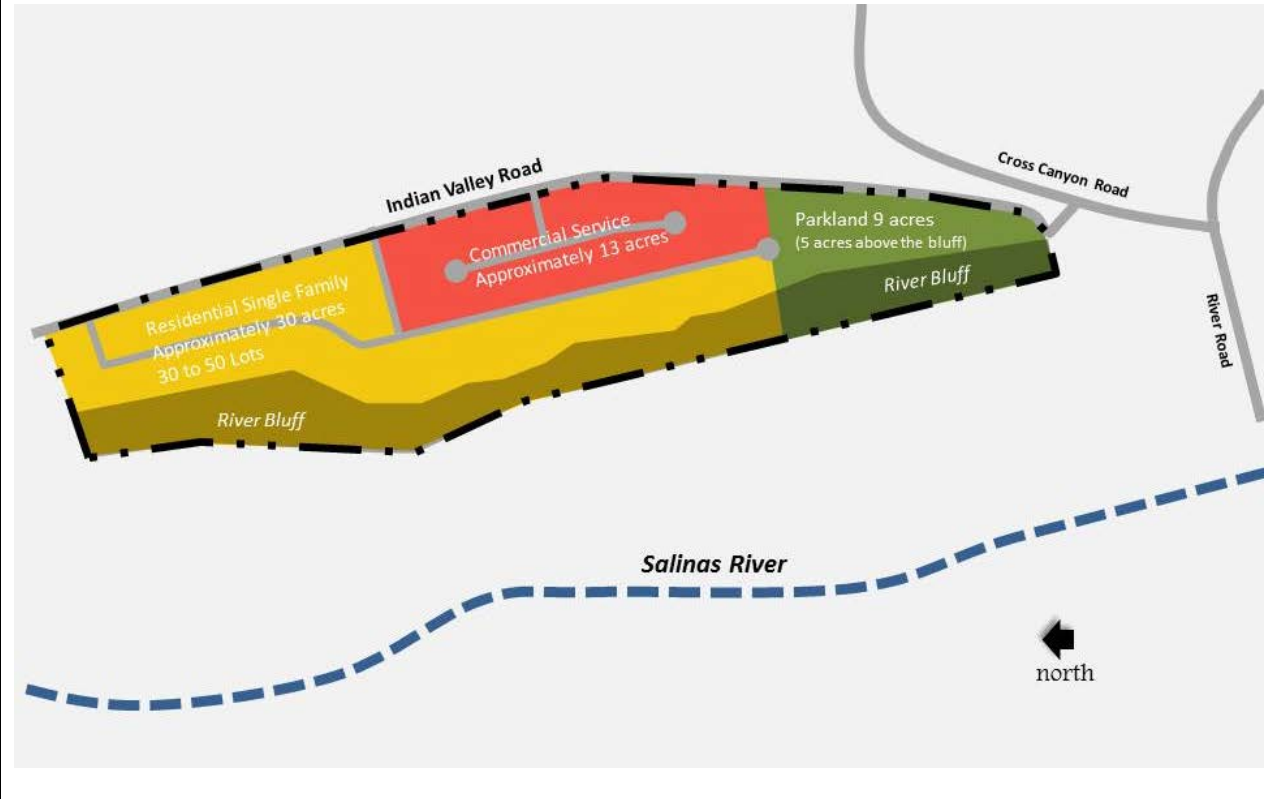 Indian Valley Road
Cross Canyon Road
Commercial Service
Approximately 13 acres
Parkland 9 acres
(5 acres above the bluff)
Residential Single Family
Approximately 30 acres
30 to 50 Lots
River Bluff
River Bluff
River Road
Salinas River
north